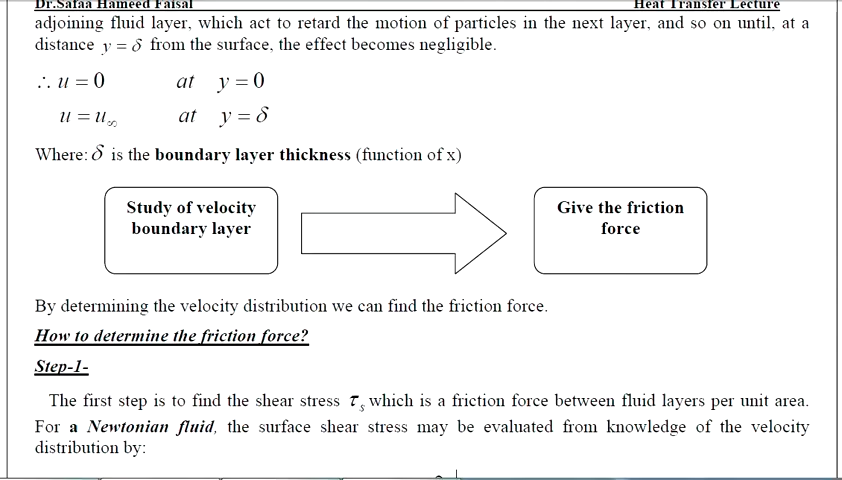 Dr.Safaa Hameed Faisal Heat Transfer Lecture
adjoining fluid layer, which act to retard the motion of particles in the next layer, and so on until, at a
distance y = δ from the surface, the effect becomes negligible.
∴ u = 0 at y = 0
u = u∞ at y = δ
Where: δ is the boundary layer thickness (function of x)
Study of velocity
boundary layer
Give the friction
force
By determining the velocity distribution we can find the friction force.
How to determine the friction force?
Step-1-
The first step is to find the shear stress τs which is a friction force between fluid layers per unit area.
For a Newtonian fluid, the surface shear stress may be evaluated from knowledge of the velocity
distribution by: